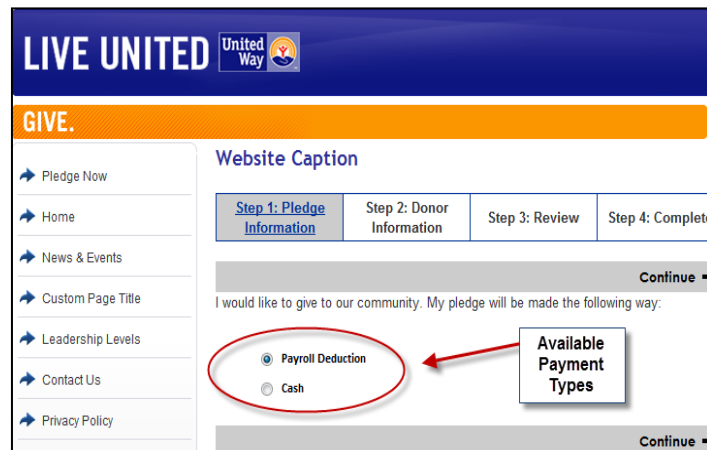 LIVE UNITED
United
Way
GIVE.
Pledge Now
Home
News & Events
Custom Page Title
Leadership Levels
Contact Us
Privacy Policy
Website Caption
Step 1: Pledge
Information
Step 2: Donor
Information
Step 3: Review
Step 4: Complete
Continue
I would like to give to our community. My pledge will be made the following way:
Payroll Deduction
Cash
Available
Payment
Types
Continue